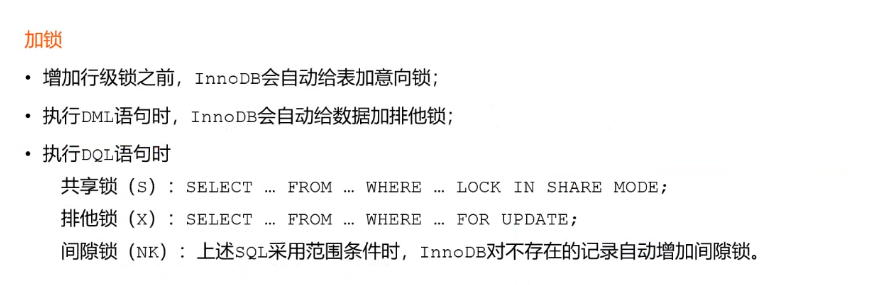 加锁
• 增加行级锁之前，InnoDB会自动给表加意向锁；
• 执行DML语句时，InnoDB会自动给数据加排他锁；
• 执行DQL语句时
共享锁（S）：SELECT … FROM … WHERE … LOCK IN SHARE MODE;
排他锁（X）：SELECT … FROM … WHERE … FOR UPDATE;
间隙锁（NK）：上述SQL采用范围条件时，InnoDB对不存在的记录自动增加间隙锁。